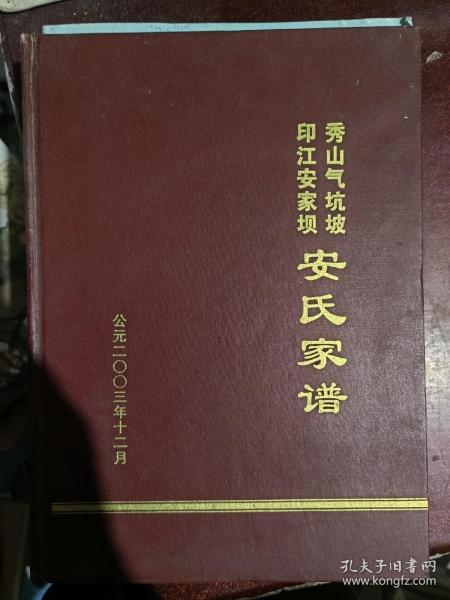 秀山气坑坡
印江安家坝
安氏家谱
公元二〇〇三年十二月
孔夫子旧书网
www.kongfz.com